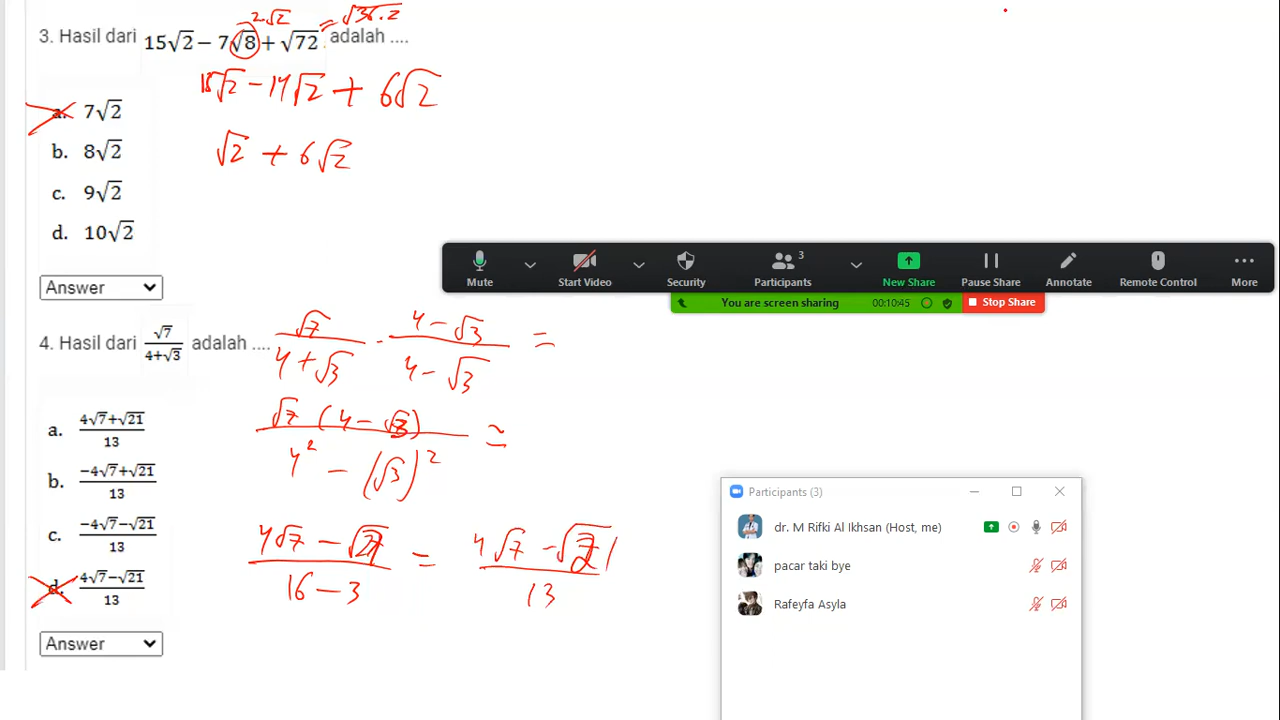 2√2 = √36.2
3. Hasil dari 15√2 − 7√8 + √72 adalah ....
15√2 − 14√2 + 6√2
a. 7√2
√2 + 6√2
b. 8√2
c. 9√2
d. 10√2
Answer
Mute
Start Video
Security
3
Participants
New Share
Pause Share
Annotate
Remote Control
More
You are screen sharing 00:10:45 Stop Share
4. Hasil dari √7/(4+√3) adalah ....
√7/(4+√3) · (4−√3)/(4−√3) =
√7 (4−√3)/(4² − (√3)²) =
a. (4√7+√21)/13
b. (−4√7+√21)/13
c. (−4√7−√21)/13
d. (4√7−√21)/13
(4√7 − √21)/(16 − 3) = (4√7 − √21)/13
Answer
Participants (3)
dr. M Rifki Al Ikhsan (Host, me)
pacar taki bye
Rafeyfa Asyla